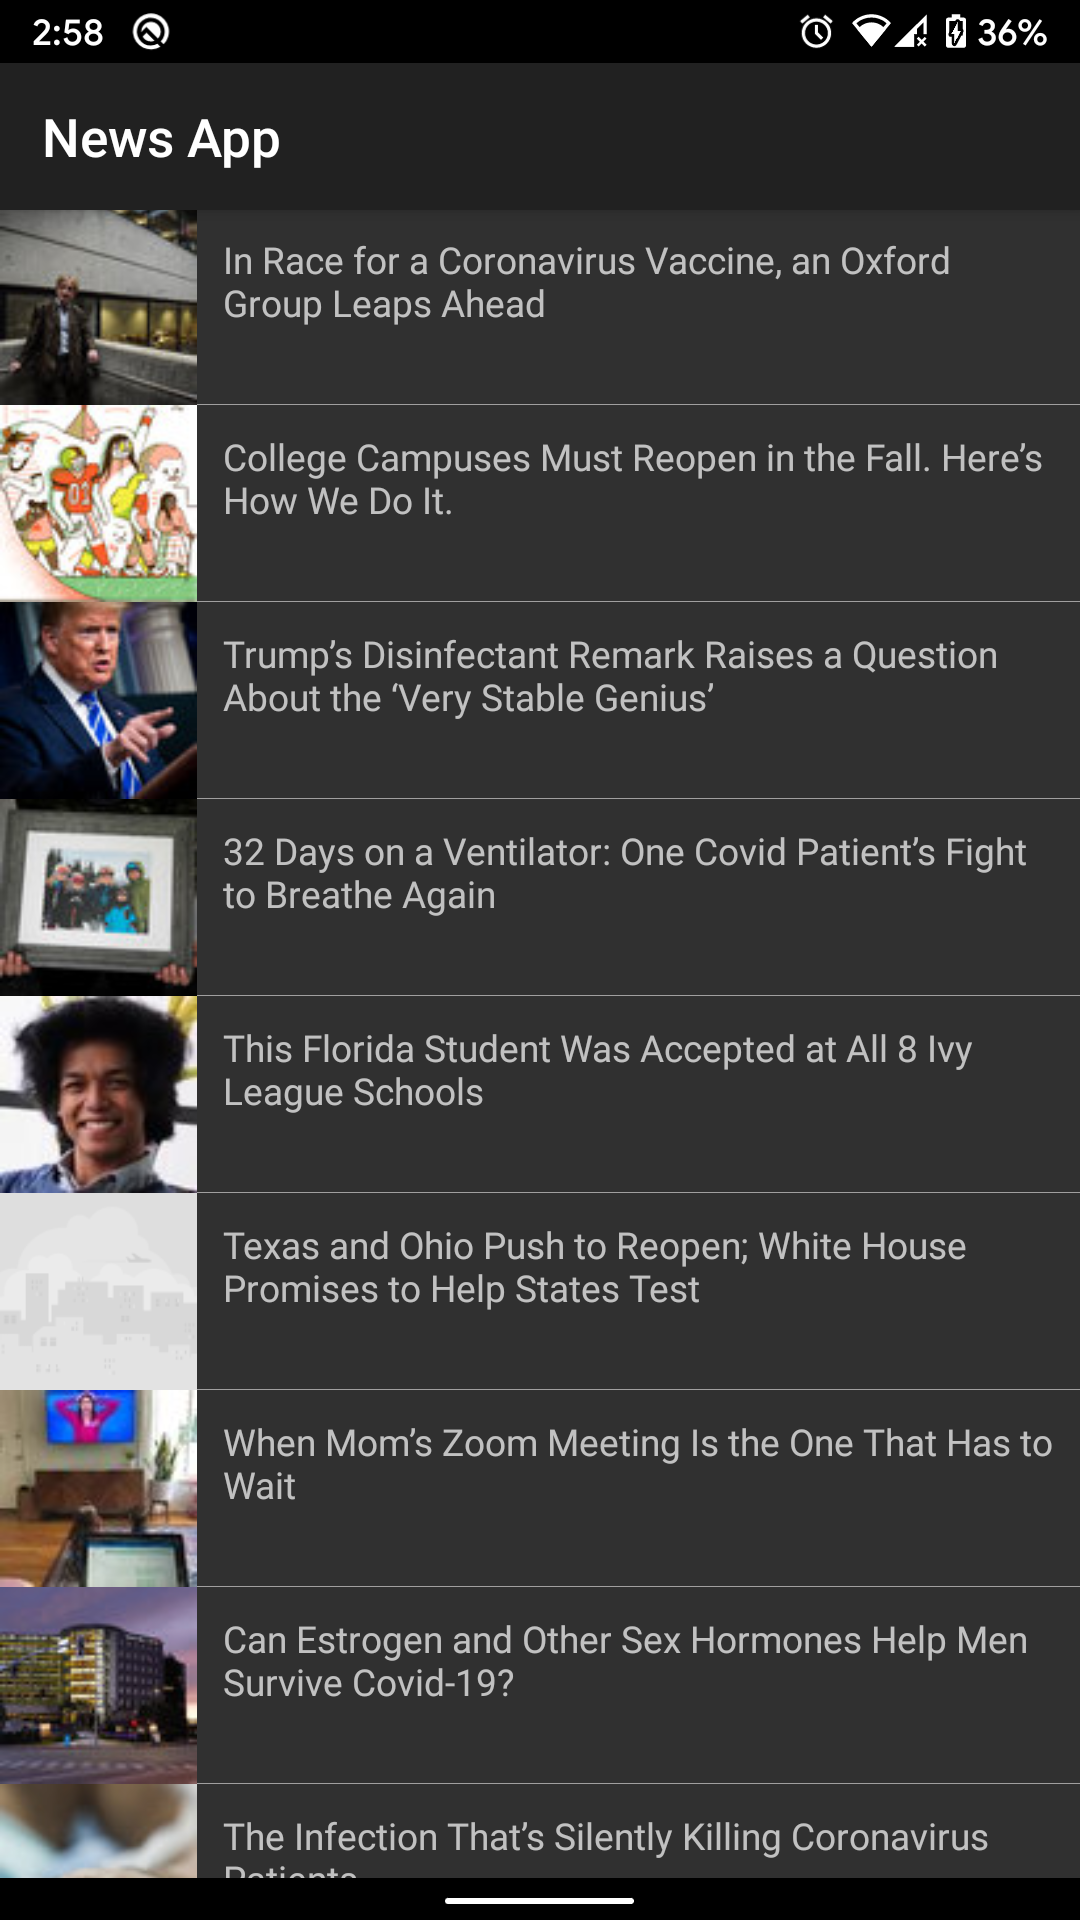 2:58
36%
News App
In Race for a Coronavirus Vaccine, an Oxford
Group Leaps Ahead
College Campuses Must Reopen in the Fall. Here’s
How We Do It.
Trump’s Disinfectant Remark Raises a Question
About the ‘Very Stable Genius’
32 Days on a Ventilator: One Covid Patient’s Fight
to Breathe Again
This Florida Student Was Accepted at All 8 Ivy
League Schools
Texas and Ohio Push to Reopen; White House
Promises to Help States Test
When Mom’s Zoom Meeting Is the One That Has to
Wait
Can Estrogen and Other Sex Hormones Help Men
Survive Covid-19?
The Infection That’s Silently Killing Coronavirus
Patients